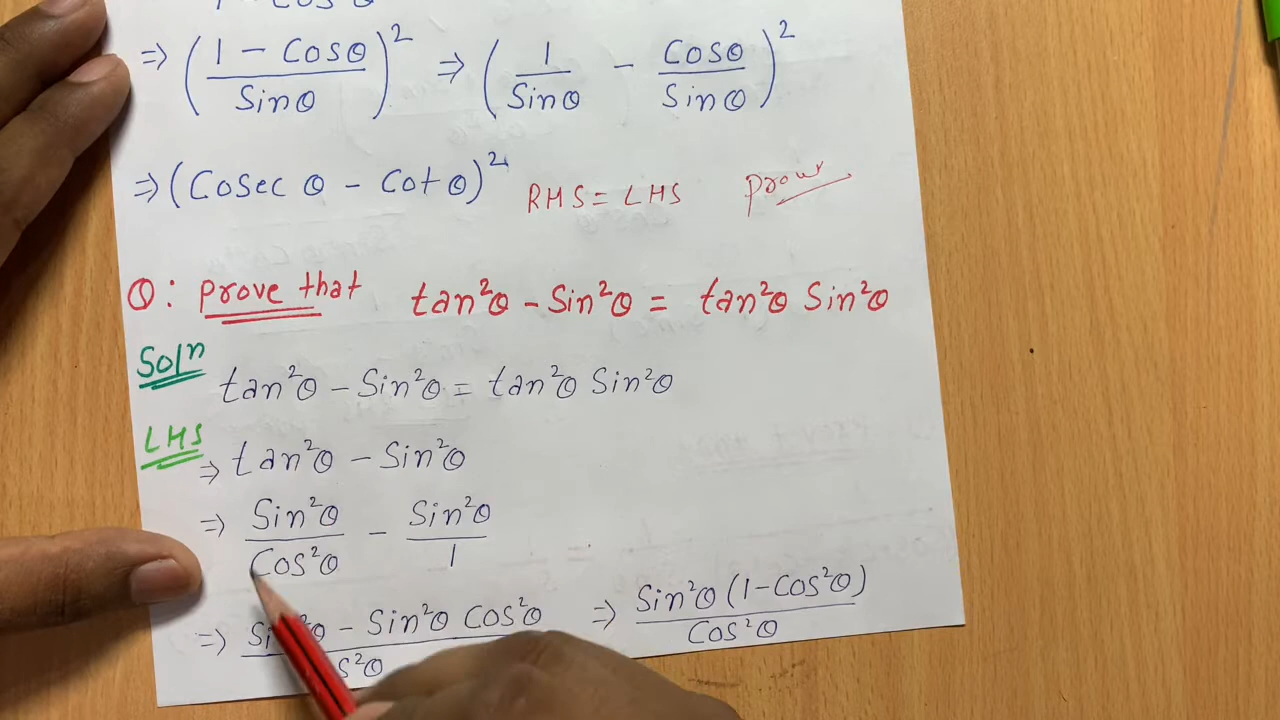 ⇒ ((1 - Cosθ)/Sinθ)² ⇒ (1/Sinθ - Cosθ/Sinθ)²
⇒ (Cosec θ - Cot θ)² RHS = LHS
Q: prove that tan²θ - Sin²θ = tan²θ Sin²θ
Solⁿ tan²θ - Sin²θ = tan²θ Sin²θ
LHS ⇒ tan²θ - Sin²θ
⇒ Sin²θ/Cos²θ - Sin²θ/1
⇒ - Sin²θ Cos²θ ⇒ Sin²θ (1-Cos²θ)/Cos²θ